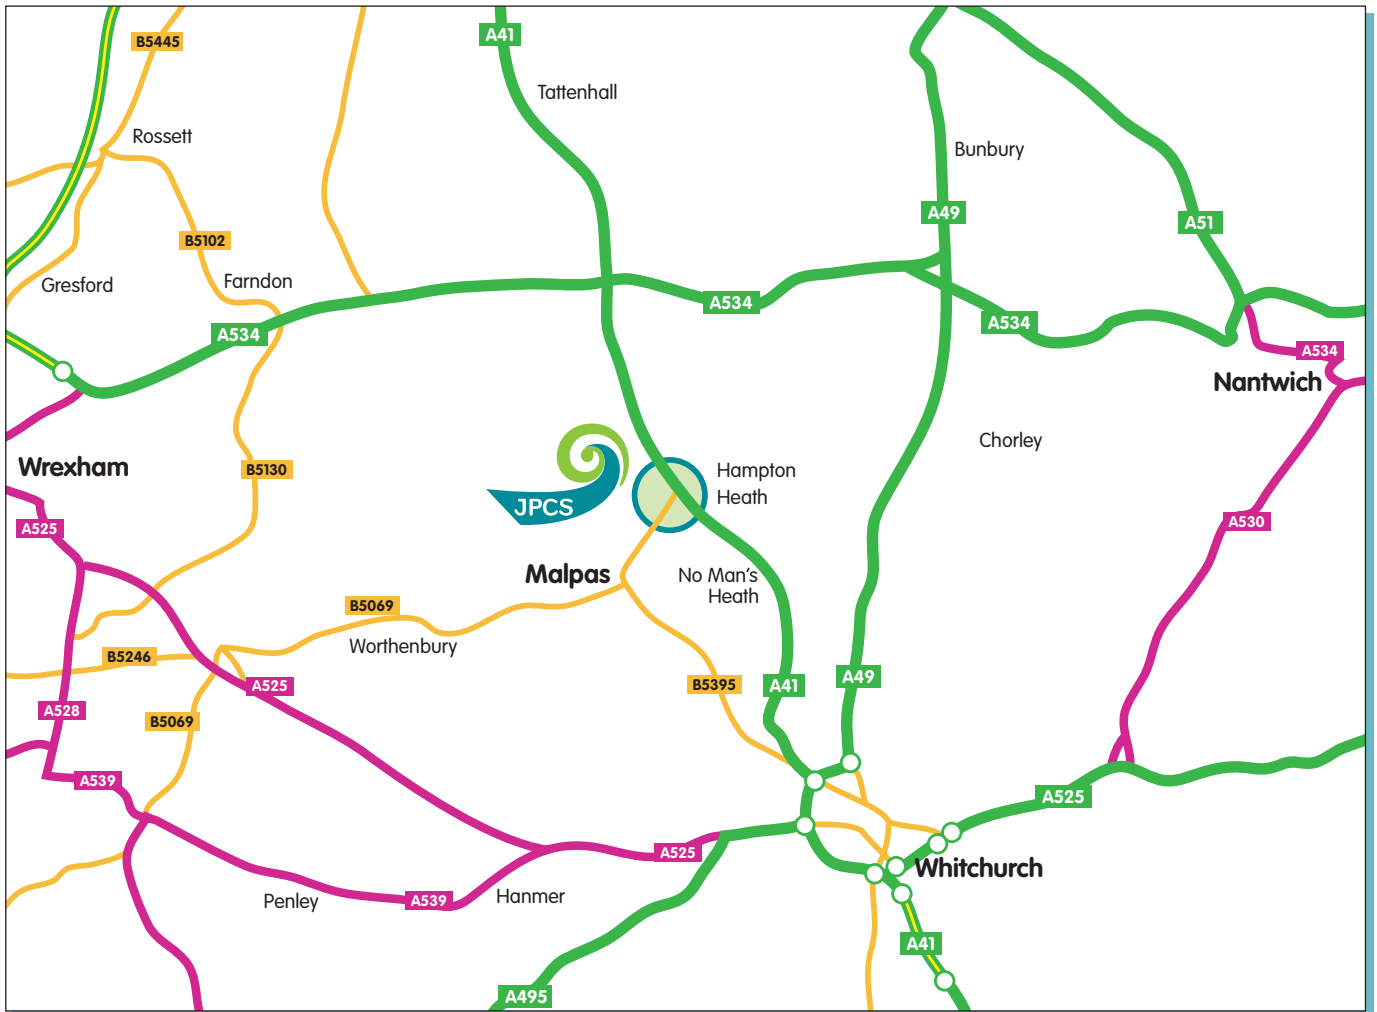 B5445
A41
Tattenhall
Rossett
Bunbury
A49
A51
B5102
Gresford
Farndon
A534
A534
A534
A534
Nantwich
Chorley
Wrexham
B5130
Hampton
Heath
JPCS
A525
A530
Malpas
No Man's
Heath
B5069
Worthenbury
B5246
A525
B5395
A41
A49
A528
B5069
A539
A525
A525
Whitchurch
Penley
A539
Hanmer
A41
A495